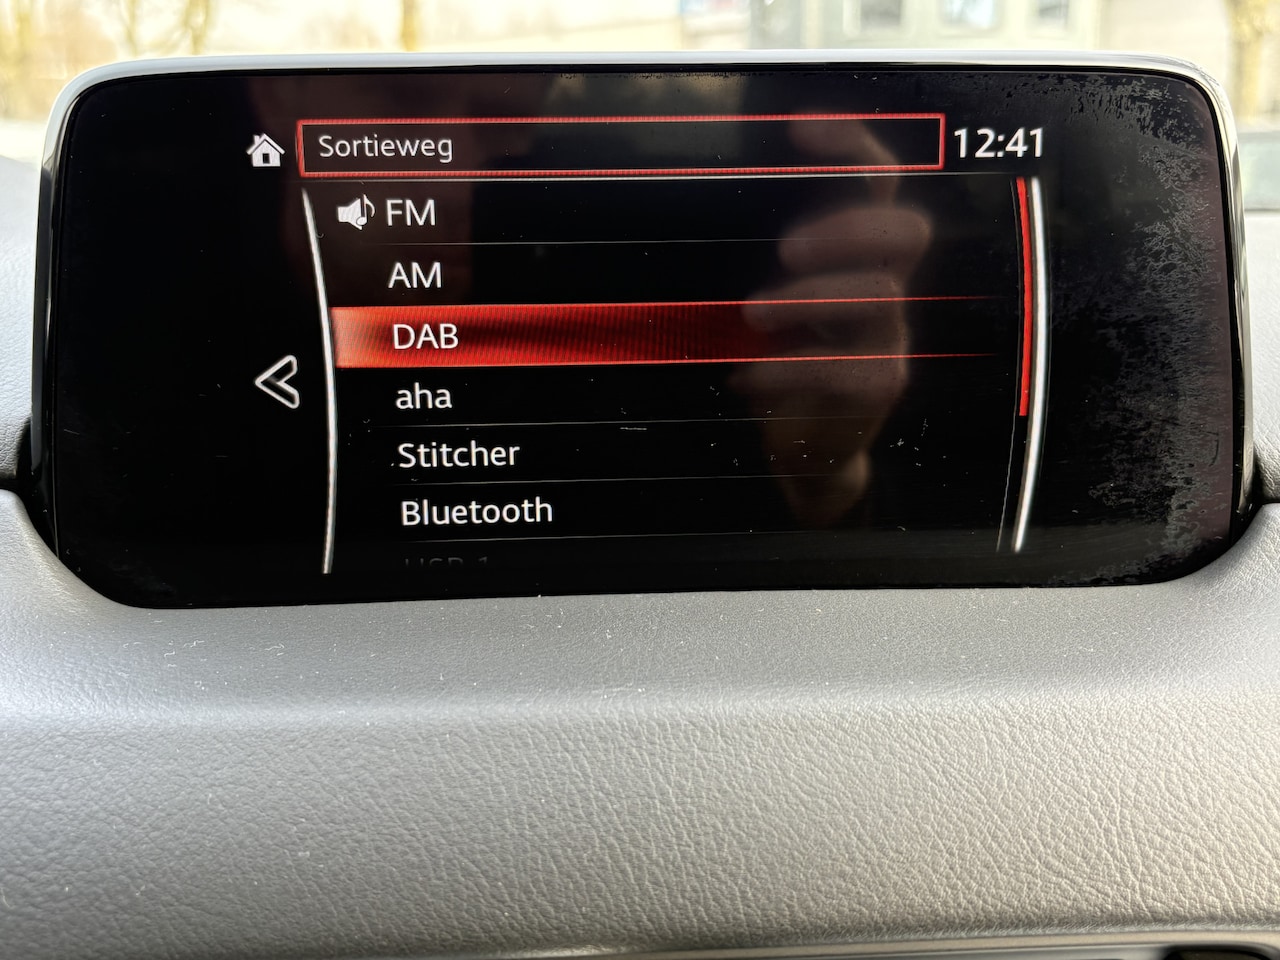 Sortieweg
12:41
FM
AM
DAB
aha
Stitcher
Bluetooth